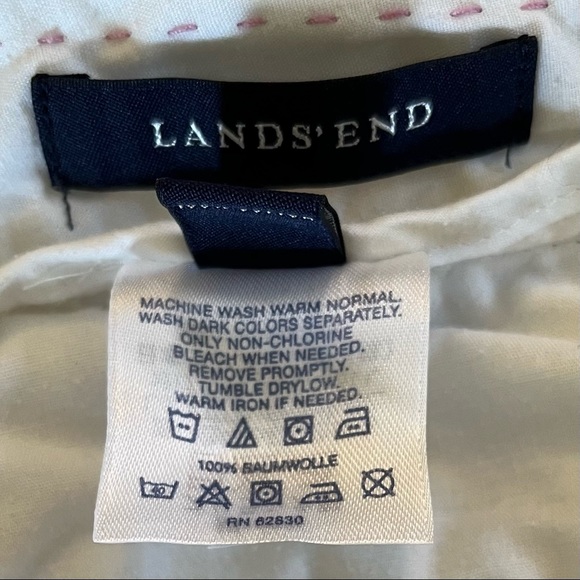 LANDS' END
MACHINE WASH WARM NORMAL.
WASH DARK COLORS SEPARATELY.
ONLY NON-CHLORINE
BLEACH WHEN NEEDED.
REMOVE PROMPTLY.
TUMBLE DRYLOW.
WARM IRON IF NEEDED.
100% BAUMWOLLE
40
RN 62830